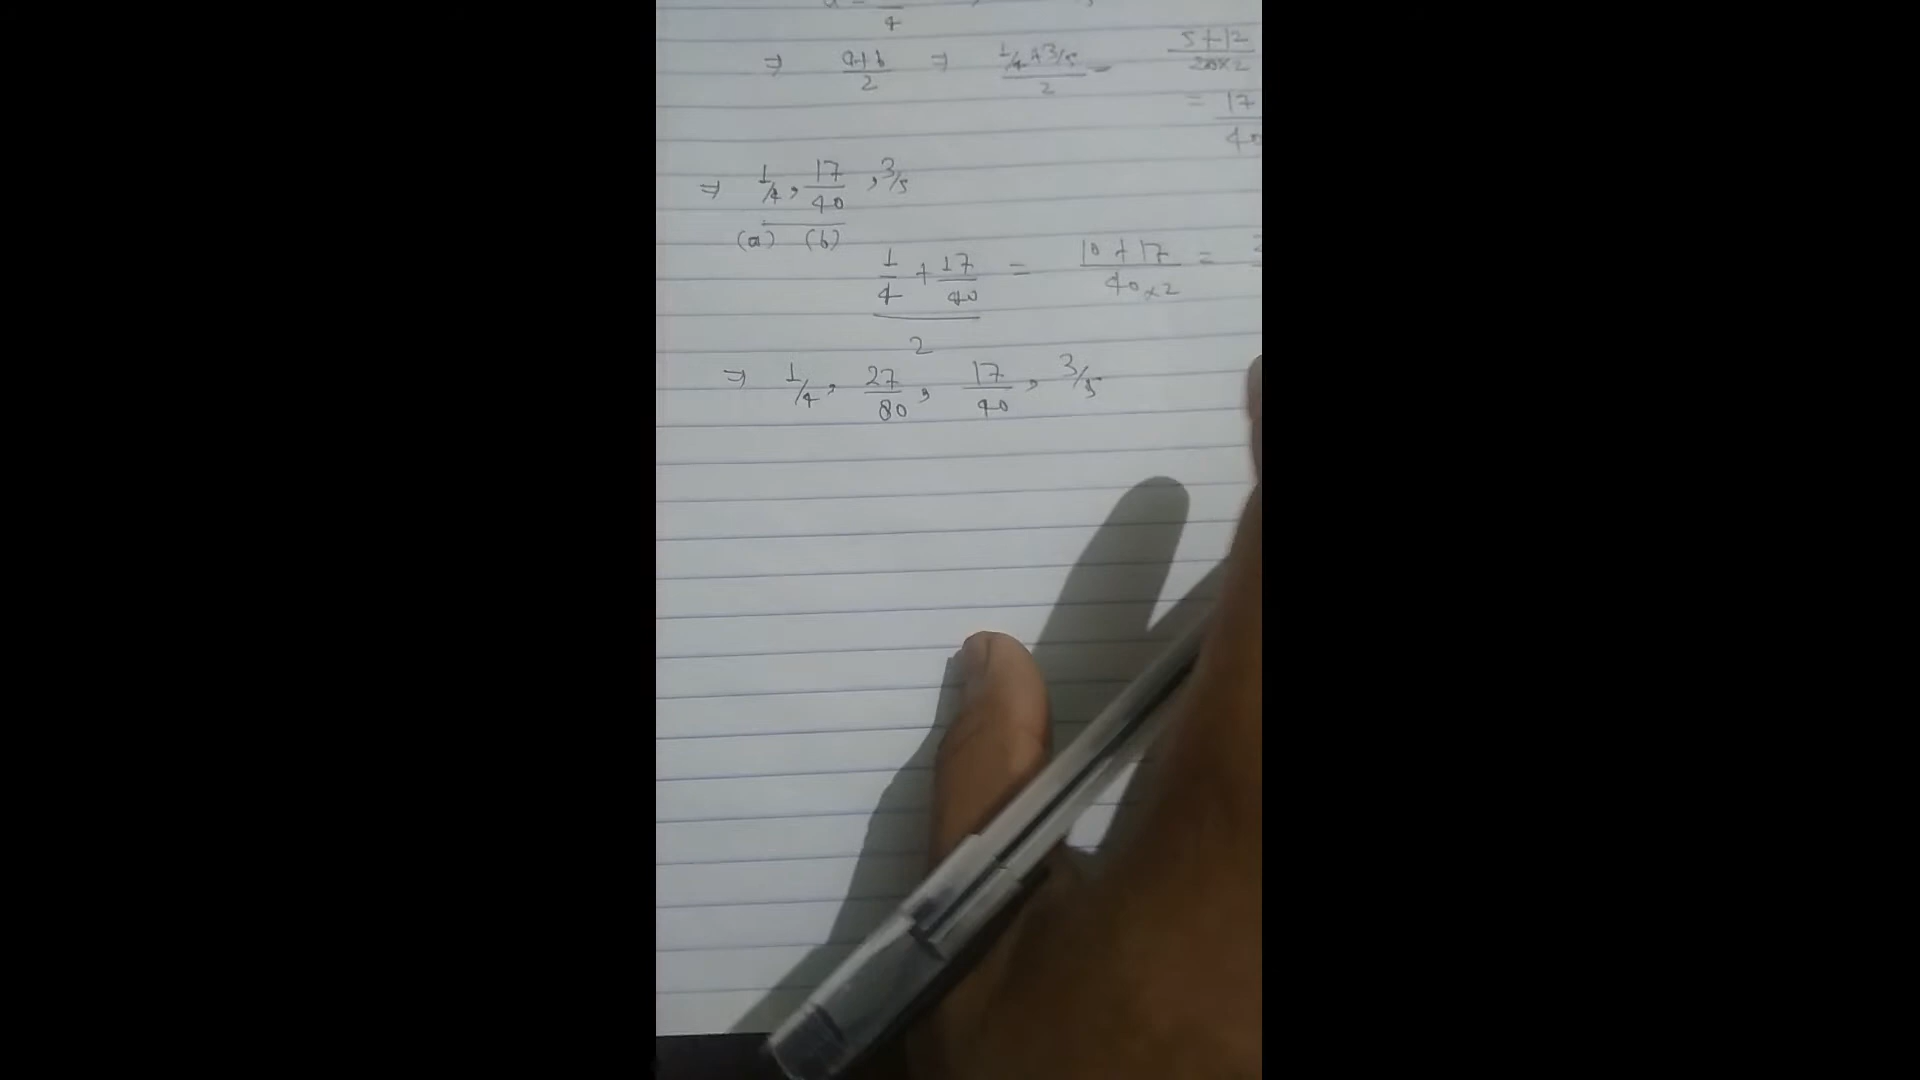 4
⇒ a+b/2 ⇒ (1/4+3/5)/2 - 5+12/20×2
= 17/40
⇒ 1/4, 17/40, 3/5
(a) (b)
(1/4 + 17/40)/2 = 10+17/40×2 =
⇒ 1/4, 27/80, 17/40, 3/5